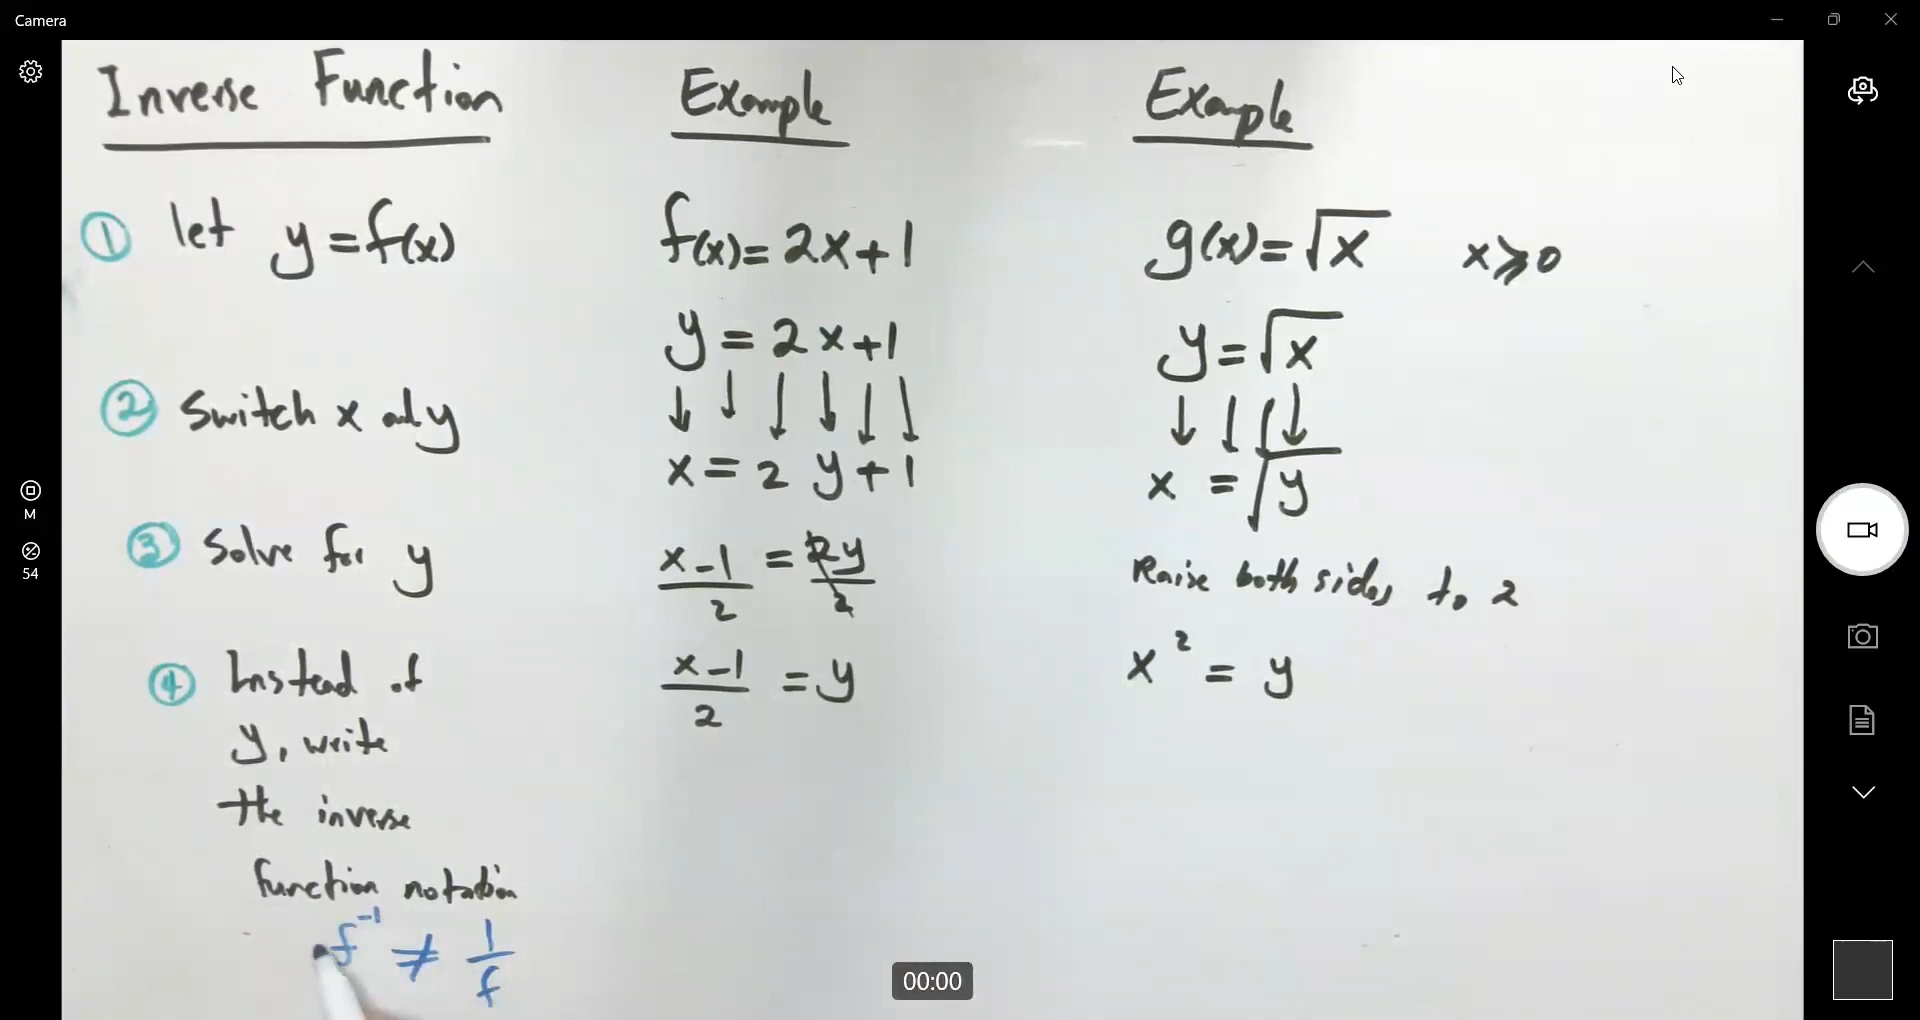 Camera
Inverse Function
① let y = f(x)
② Switch x and y
③ Solve for y
④ Instead of
y, write
the inverse
function notation
f⁻¹ ≠ 1/f
Example
f(x) = 2x + 1
y = 2x + 1
↓ ↓ ↓ ↓ ↓ ↓
x = 2y + 1
(x - 1)/2 = 2y/2
(x - 1)/2 = y
Example
g(x) = √x x ⩾ 0
y = √x
↓ ↓ ↓ ↓
x = √y
Raise both sides to 2
x² = y
M
54
00:00